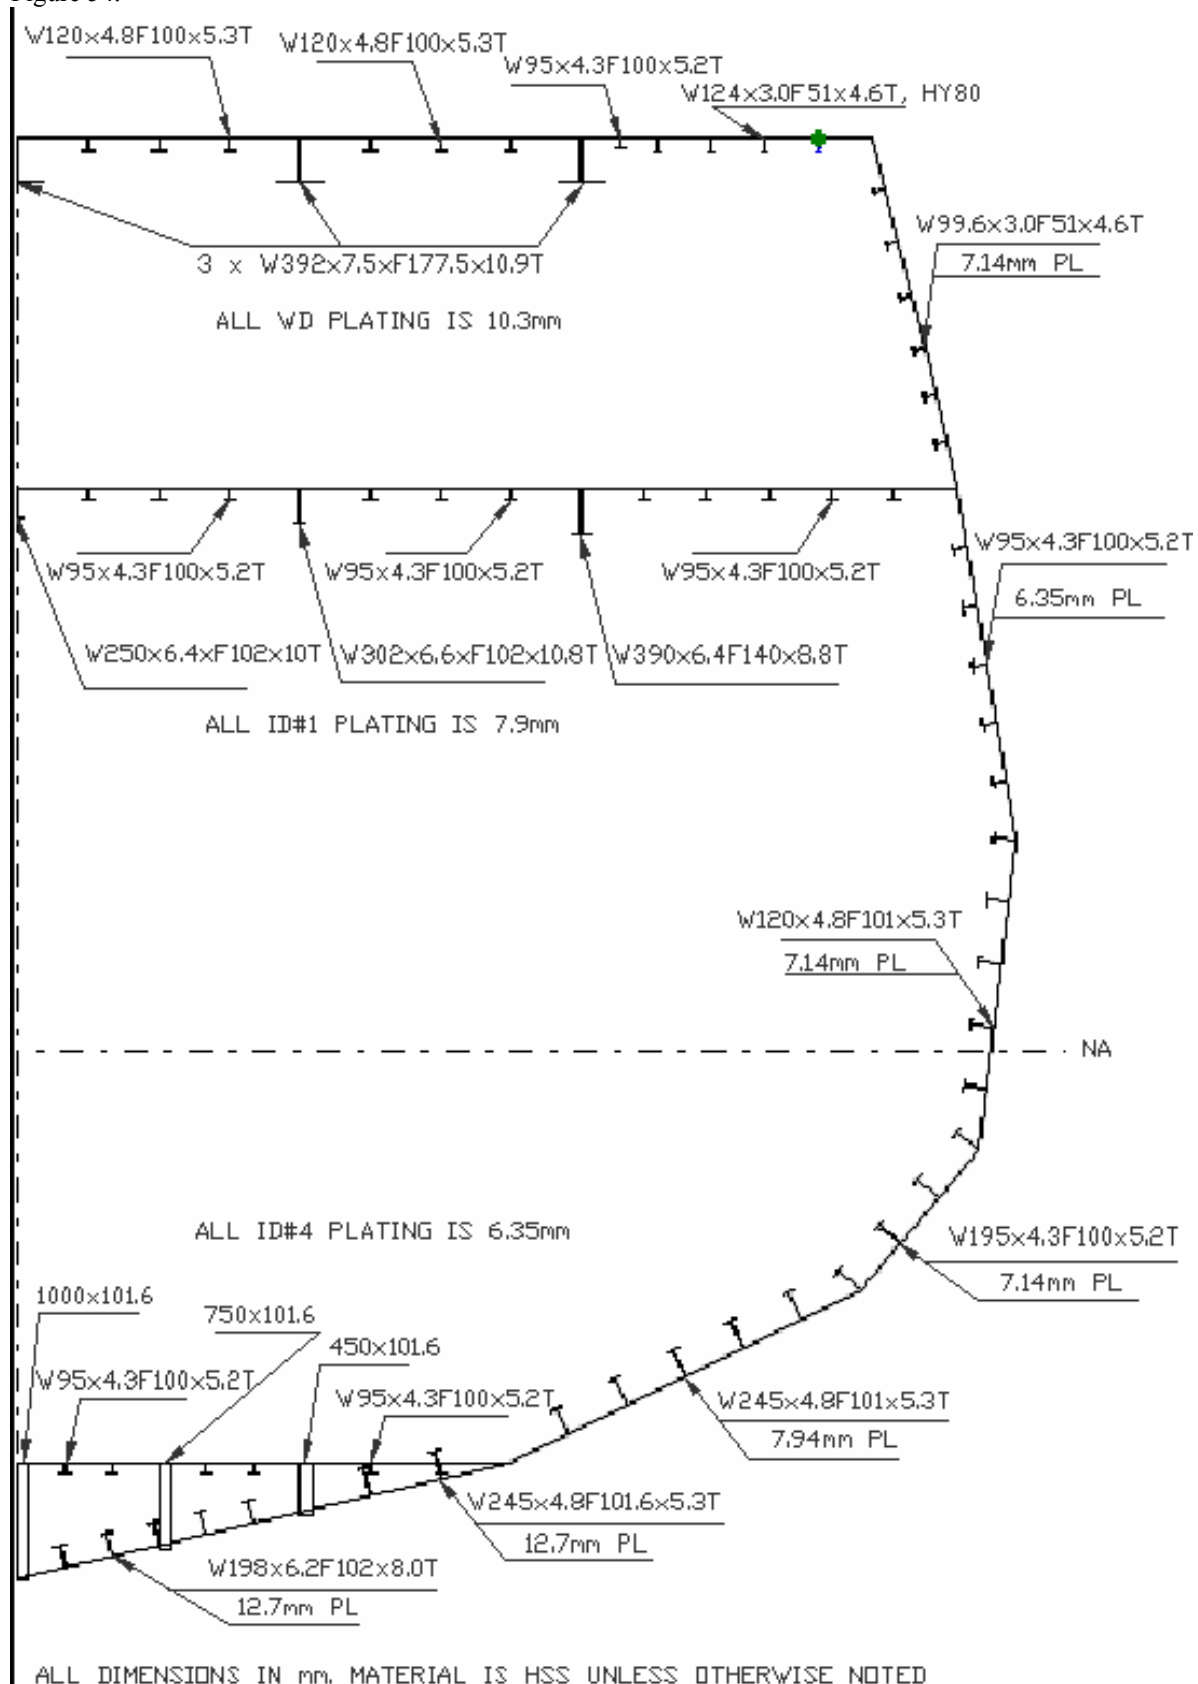 W120x4.8F100x5.3T
W120x4.8F100x5.3T
W95x4.3F100x5.2T
W124x3.0F51x4.6T, HY80
W99.6x3.0F51x4.6T
7.14mm PL
3 x W392x7.5xF177.5x10.9T
ALL WD PLATING IS 10.3mm
W95x4.3F100x5.2T
6.35mm PL
W95x4.3F100x5.2T
W95x4.3F100x5.2T
W95x4.3F100x5.2T
W250x6.4xF102x10T
W302x6.6xF102x10.8T
W390x6.4F140x8.8T
ALL ID#1 PLATING IS 7.9mm
W120x4.8F101x5.3T
7.14mm PL
NA
ALL ID#4 PLATING IS 6.35mm
W195x4.3F100x5.2T
7.14mm PL
1000x101.6
750x101.6
450x101.6
W95x4.3F100x5.2T
W95x4.3F100x5.2T
W245x4.8F101x5.3T
7.94mm PL
W245x4.8F101.6x5.3T
12.7mm PL
W198x6.2F102x8.0T
12.7mm PL
ALL DIMENSIONS IN mm. MATERIAL IS HSS UNLESS OTHERWISE NOTED